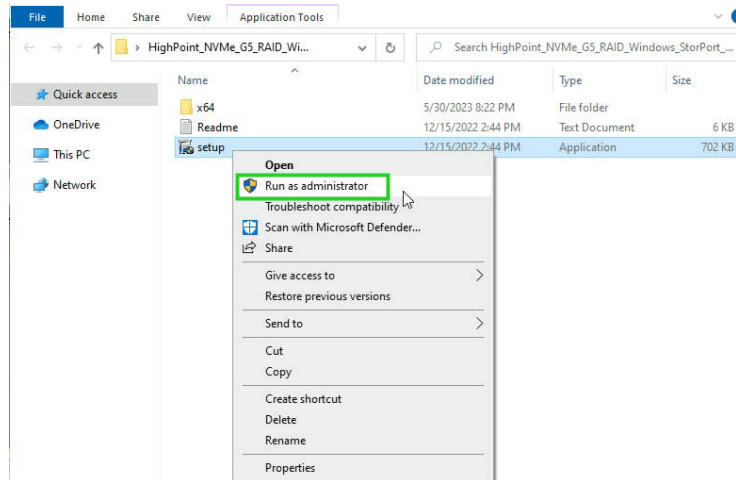 File Home Share View Application Tools
HighPoint_NVMe_G5_RAID_Wi... Search HighPoint_NVMe_G5_RAID_Windows_StorPort_...
Name Date modified Type Size
Quick access
x64 5/30/2023 8:22 PM File folder
OneDrive
Readme 12/15/2022 2:44 PM Text Document 6 KB
This PC
setup 12/15/2022 2:44 PM Application 702 KB
Network
Open
Run as administrator
Troubleshoot compatibility
Scan with Microsoft Defender...
Share
Give access to
Restore previous versions
Send to
Cut
Copy
Create shortcut
Delete
Rename
Properties